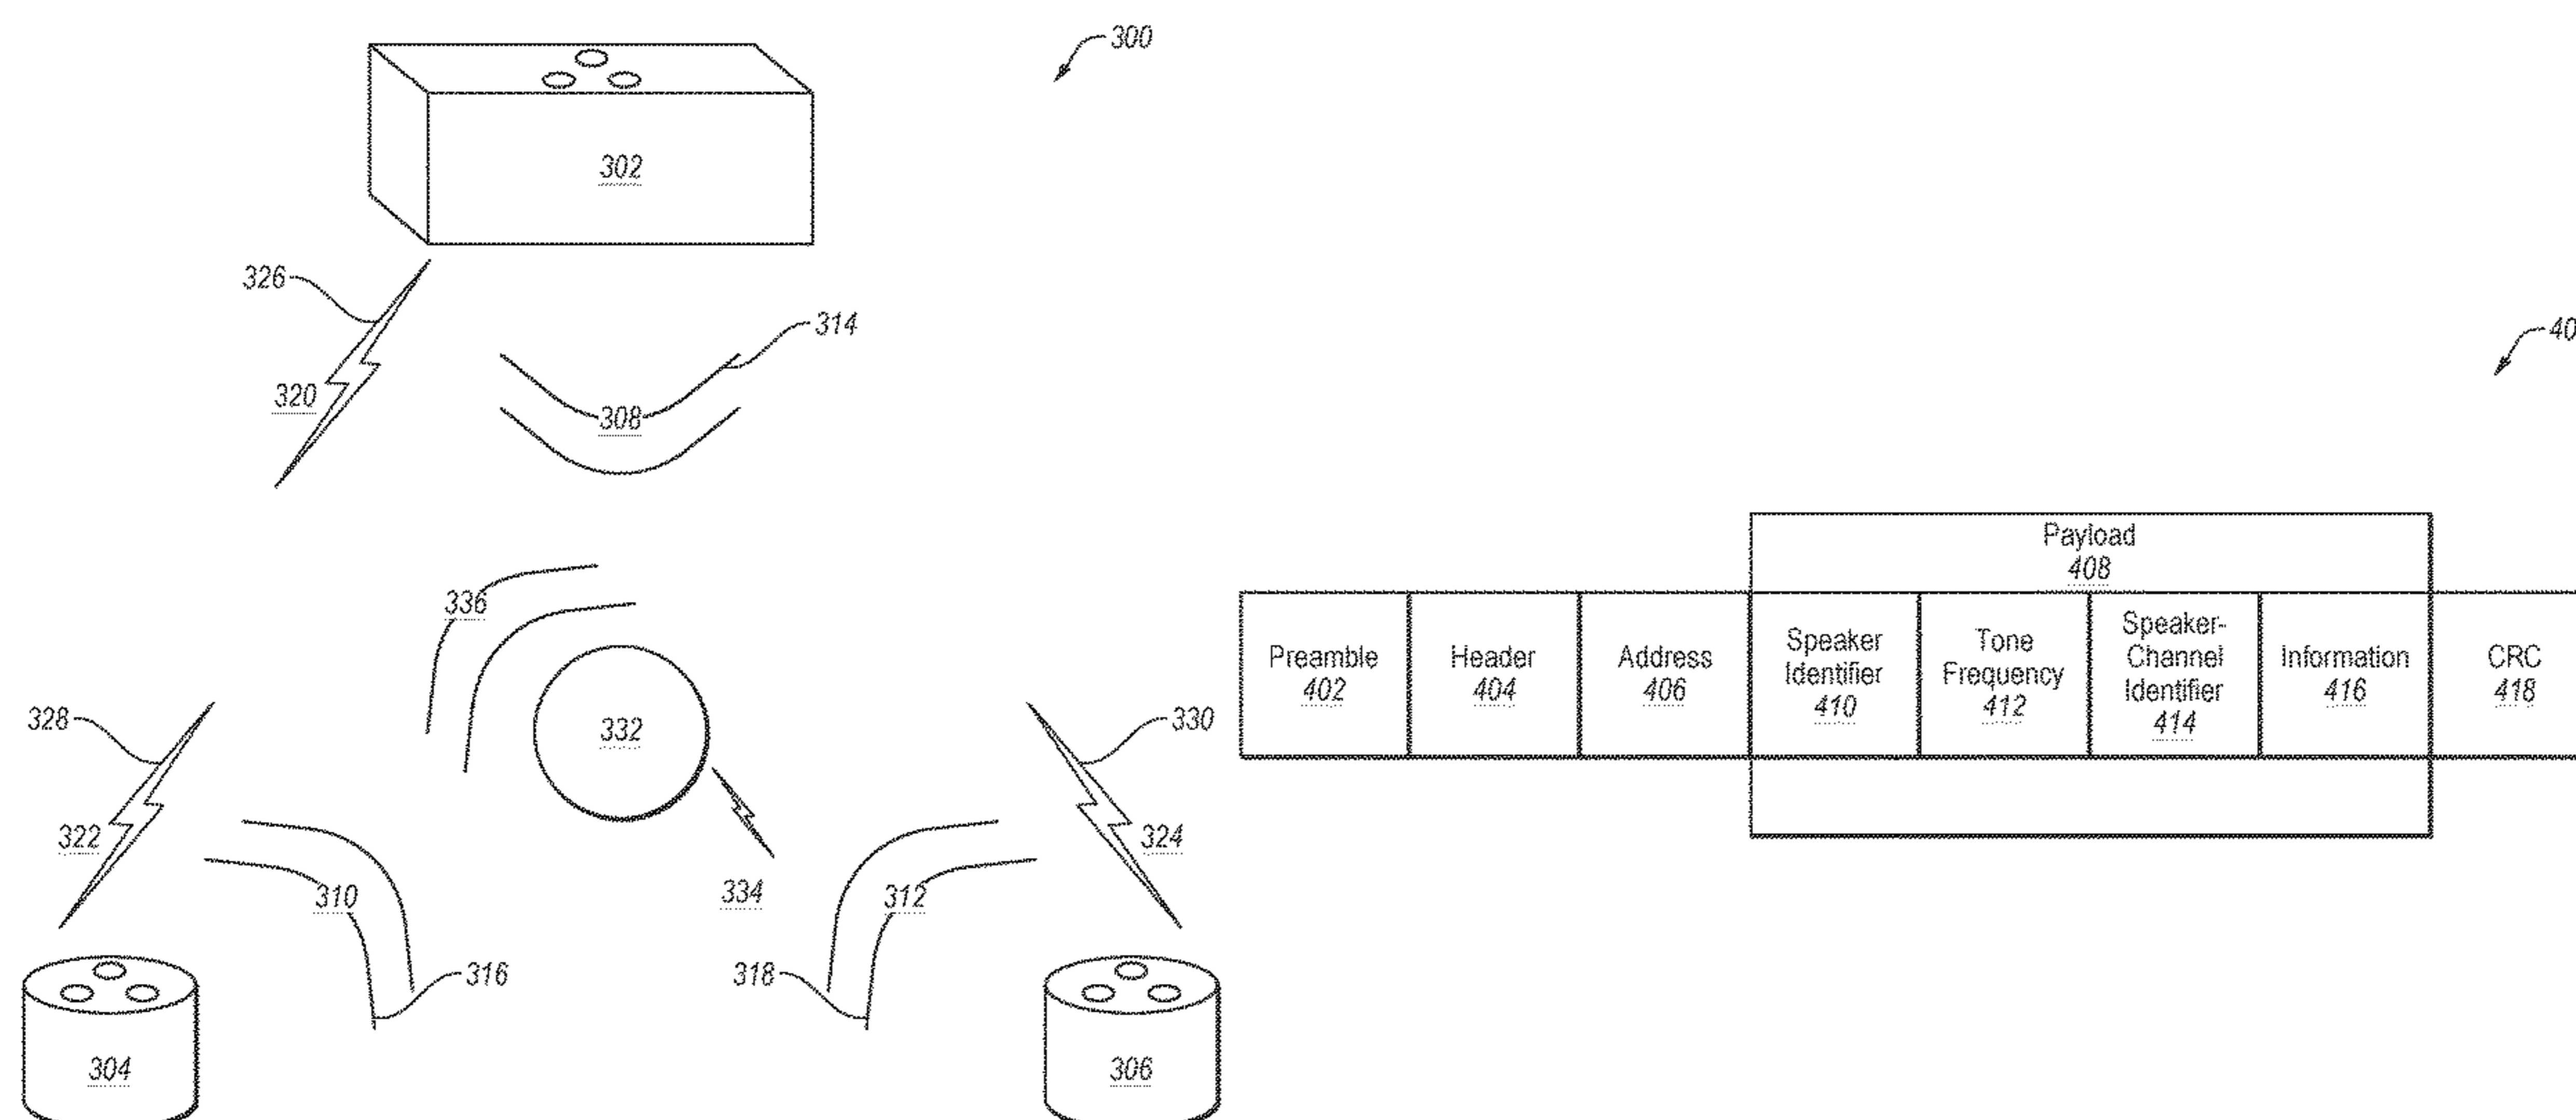 300
302
326
314
320
308
336
332
328
330
322
324
310
334
312
316
318
304
306
40
Payload
408
Preamble
402
Header
404
Address
406
Speaker
Identifier
410
Tone
Frequency
412
Speaker-
Channel
Identifier
414
Information
416
CRC
418